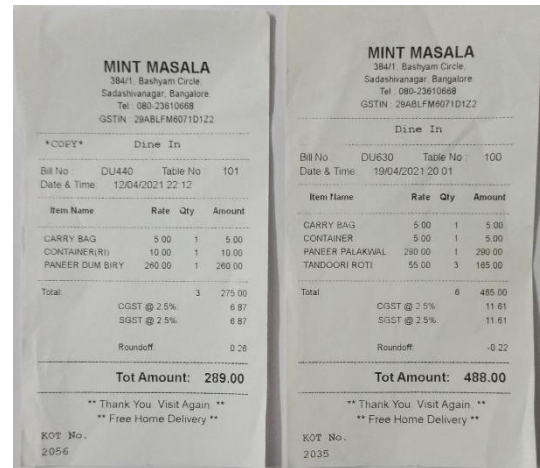 MINT MASALA
384/1, Bashyam Circle,
Sadashivanagar, Bangalore.
Tel : 080-23610668
GSTIN : 29ABLFM6071D1Z2
*COPY* Dine In
Bill No : DU440 Table No : 101
Date & Time : 12/04/2021 22:12
Item Name Rate Qty Amount
CARRY BAG 5.00 1 5.00
CONTAINER(RI) 10.00 1 10.00
PANEER DUM BIRY 260.00 1 260.00
Total: 3 275.00
CGST @ 2.5%: 6.87
SGST @ 2.5%: 6.87
Roundoff: 0.26
Tot Amount: 289.00
** Thank You. Visit Again. **
** Free Home Delivery **
KOT No.
2056
MINT MASALA
384/1, Bashyam Circle,
Sadashivanagar, Bangalore.
Tel : 080-23610668
GSTIN : 29ABLFM6071D1Z2
Dine In
Bill No : DU630 Table No : 100
Date & Time : 19/04/2021 20:01
Item Name Rate Qty Amount
CARRY BAG 5.00 1 5.00
CONTAINER 5.00 1 5.00
PANEER PALAKWAL 290.00 1 290.00
TANDOORI ROTI 55.00 3 165.00
Total: 6 465.00
CGST @ 2.5%: 11.61
SGST @ 2.5%: 11.61
Roundoff: -0.22
Tot Amount: 488.00
** Thank You. Visit Again. **
** Free Home Delivery **
KOT No.
2035